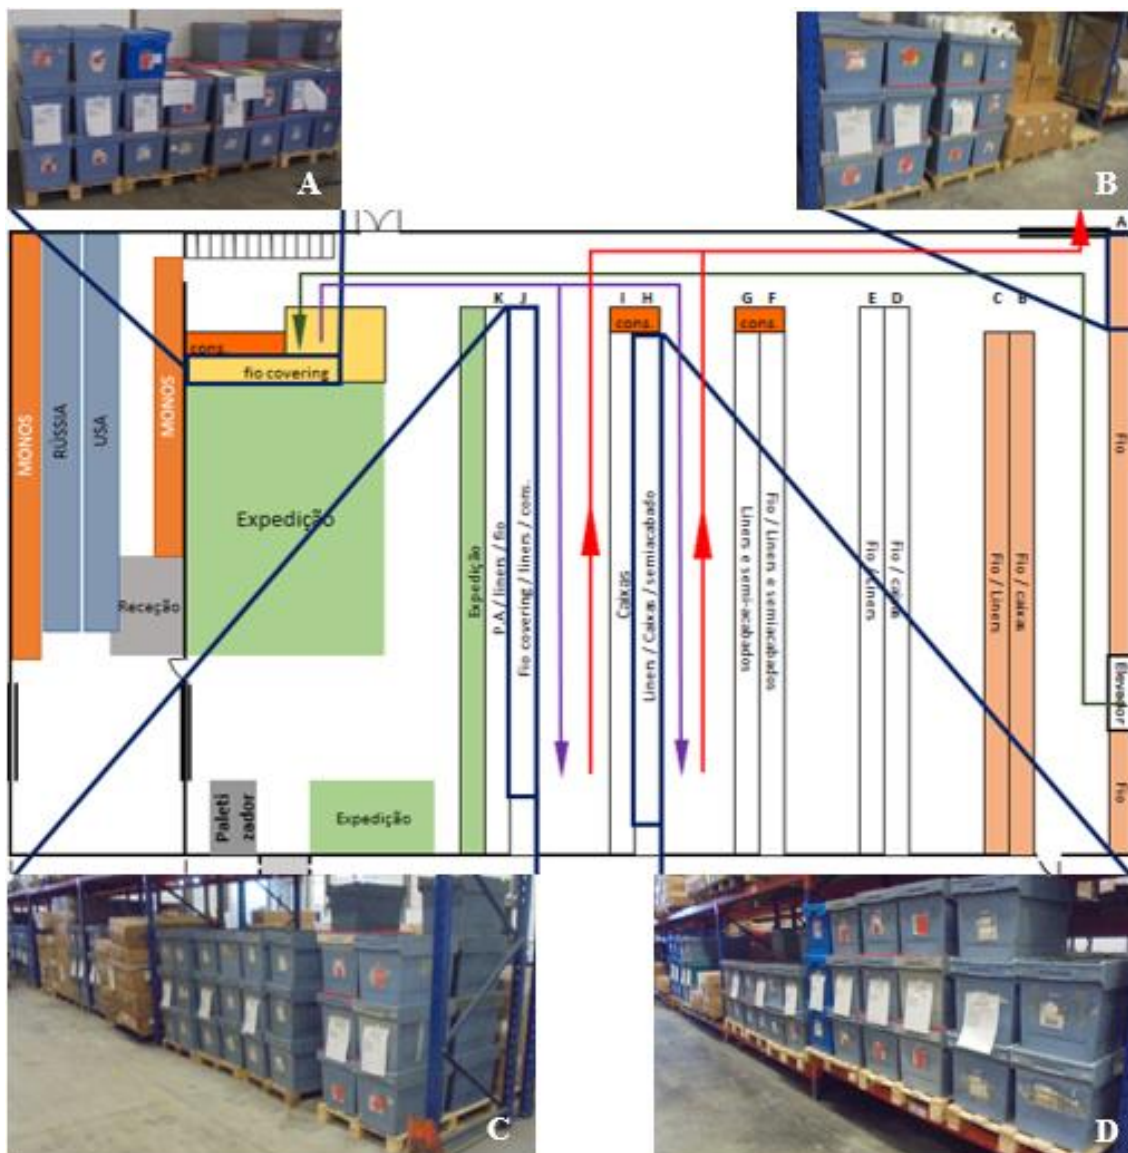 A
B
A
K J
I H
G F
E D
C B
cons.
cons.
cons.
fio covering
MONOS
RÚSSIA
USA
MONOS
Expedição
Receção
Expedição
P.A / liners / fio
Fio covering / liners / cons.
Caixas
Liners / Caixas / semiacabado
Liners e semi-acabados
Fio / Liners e semiacabados
Fio / Liners
Fio / caixas
Fio / Liners
Fio / caixas
Fio
Elevador
Fio
Paleti
zador
Expedição
C
D